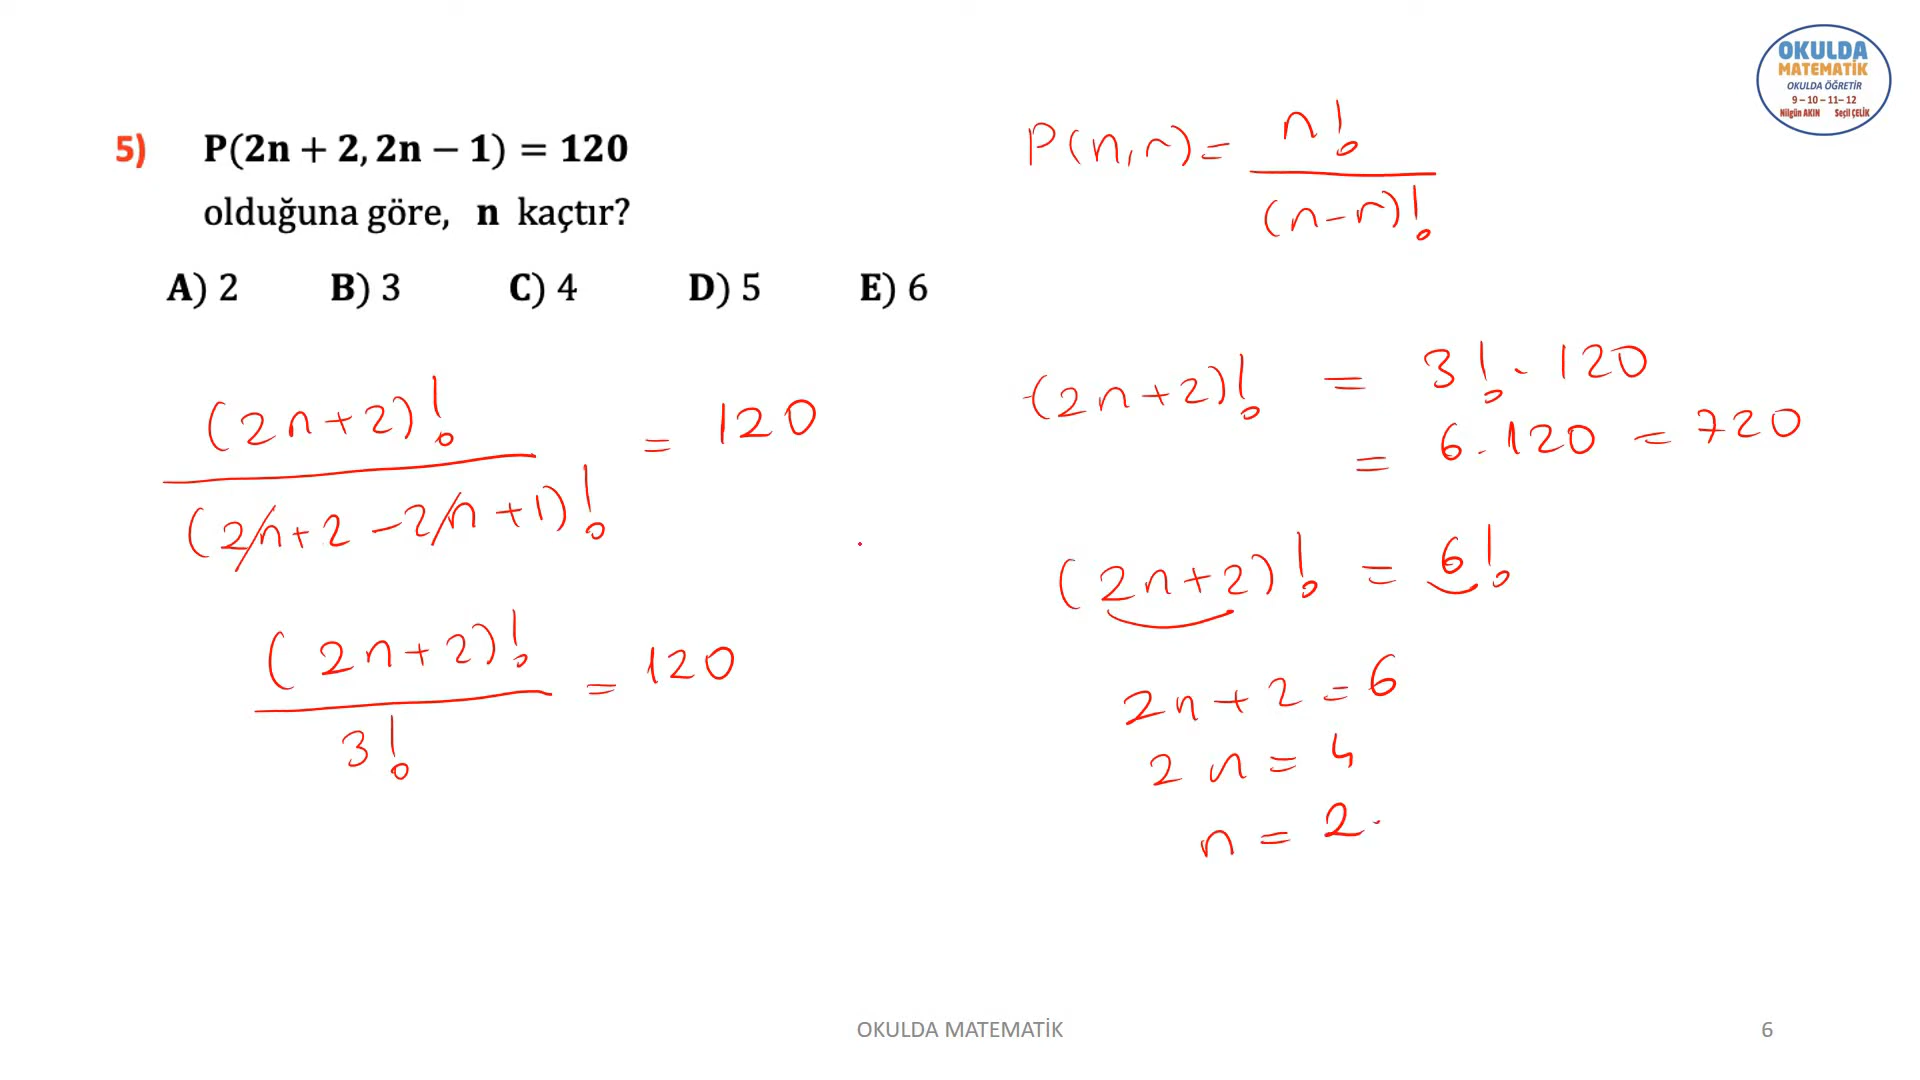 OKULDA
MATEMATİK
OKULDA ÖĞRETİR
9 – 10 – 11 – 12
Nilgün AKIN Seçil ÇELİK
5) P(2n + 2, 2n − 1) = 120
olduğuna göre, n kaçtır?
A) 2 B) 3 C) 4 D) 5 E) 6
(2n+2)!
(2n+2-2n+1)!
= 120
(2n+2)!
3!
= 120
P(n,r) =
n!
(n-r)!
(2n+2)! = 3! . 120
= 6 . 120 = 720
(2n+2)! = 6!
2n+2 = 6
2n = 4
n = 2.
OKULDA MATEMATİK
6